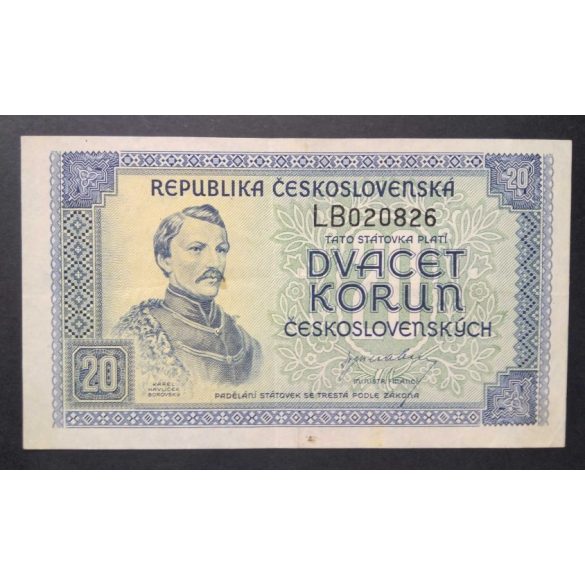 20
REPUBLIKA ČESKOSLOVENSKÁ
LB020826
TATO STÁTOVKA PLATÍ
DVACET
KORUN
ČESKOSLOVENSKÝCH
MINISTR FINANCÍ
20
KAREL
HAVLÍČEK
BOROVSKÝ
PADĚLÁNÍ STÁTOVEK SE TRESTÁ PODLE ZÁKONA
20